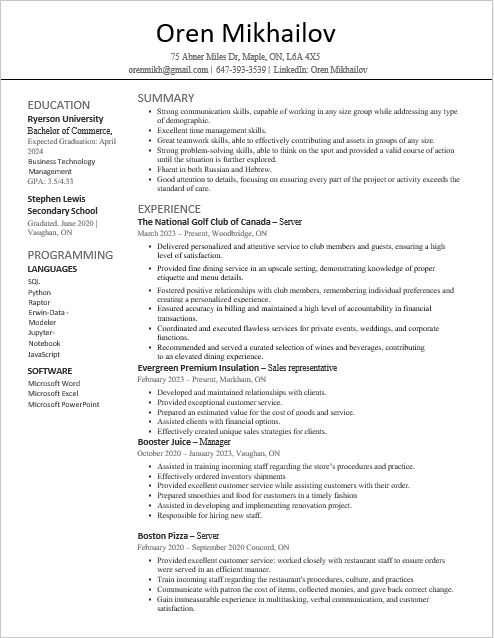 Oren Mikhailov
75 Abner Miles Dr, Maple, ON, L6A 4X5
orenmikh@gmail.com | 647-393-3539 | LinkedIn: Oren Mikhailov
EDUCATION
Ryerson University
Bachelor of Commerce,
Expected Graduation: April
2024
Business Technology
Management
GPA: 3.5/4.33
Stephen Lewis
Secondary School
Gradated. June 2020 |
Vaughan, ON
PROGRAMMING
LANGUAGES
SQL
Python
Raptor
Erwin-Data -
Modeler
Jupyter-
Notebook
JavaScript
SOFTWARE
Microsoft Word
Microsoft Excel
Microsoft PowerPoint
SUMMARY
• Strong communication skills, capable of working in any size group while addressing any type
of demographic.
• Excellent time management skills.
• Great teamwork skills, able to effectively contributing and assets in groups of any size.
• Strong problem-solving skills, able to think on the spot and provided a valid course of action
until the situation is further explored.
• Fluent in both Russian and Hebrew.
• Good attention to details, focusing on ensuring every part of the project or activity exceeds the
standard of care.
EXPERIENCE
The National Golf Club of Canada – Server
March 2023 – Present, Woodbridge, ON
• Delivered personalized and attentive service to club members and guests, ensuring a high
level of satisfaction.
• Provided fine dining service in an upscale setting, demonstrating knowledge of proper
etiquette and menu details.
• Fostered positive relationships with club members, remembering individual preferences and
creating a personalized experience.
• Ensured accuracy in billing and maintained a high level of accountability in financial
transactions.
• Coordinated and executed flawless services for private events, weddings, and corporate
functions.
• Recommended and served a curated selection of wines and beverages, contributing
to an elevated dining experience.
Evergreen Premium Insulation – Sales representative
February 2023 – Present, Markham, ON
• Developed and maintained relationships with clients.
• Provided exceptional customer service.
• Prepared an estimated value for the cost of goods and service.
• Assisted clients with financial options.
• Effectively created unique sales strategies for clients.
Booster Juice – Manager
October 2020 – January 2023, Vaughan, ON
• Assisted in training incoming staff regarding the store's procedures and practice.
• Effectively ordered inventory shipments
• Provided excellent customer service while assisting customers with their order.
• Prepared smoothies and food for customers in a timely fashion
• Assisted in developing and implementing renovation project.
• Responsible for hiring new staff.
Boston Pizza – Server
February 2020 – September 2020 Concord, ON
• Provided excellent customer service: worked closely with restaurant staff to ensure orders
were served in an efficient manner.
• Train incoming staff regarding the restaurant's procedures, culture, and practices
• Communicate with patron the cost of items, collected monies, and gave back correct change.
• Gain immeasurable experience in multitasking, verbal communication, and customer
satisfaction.